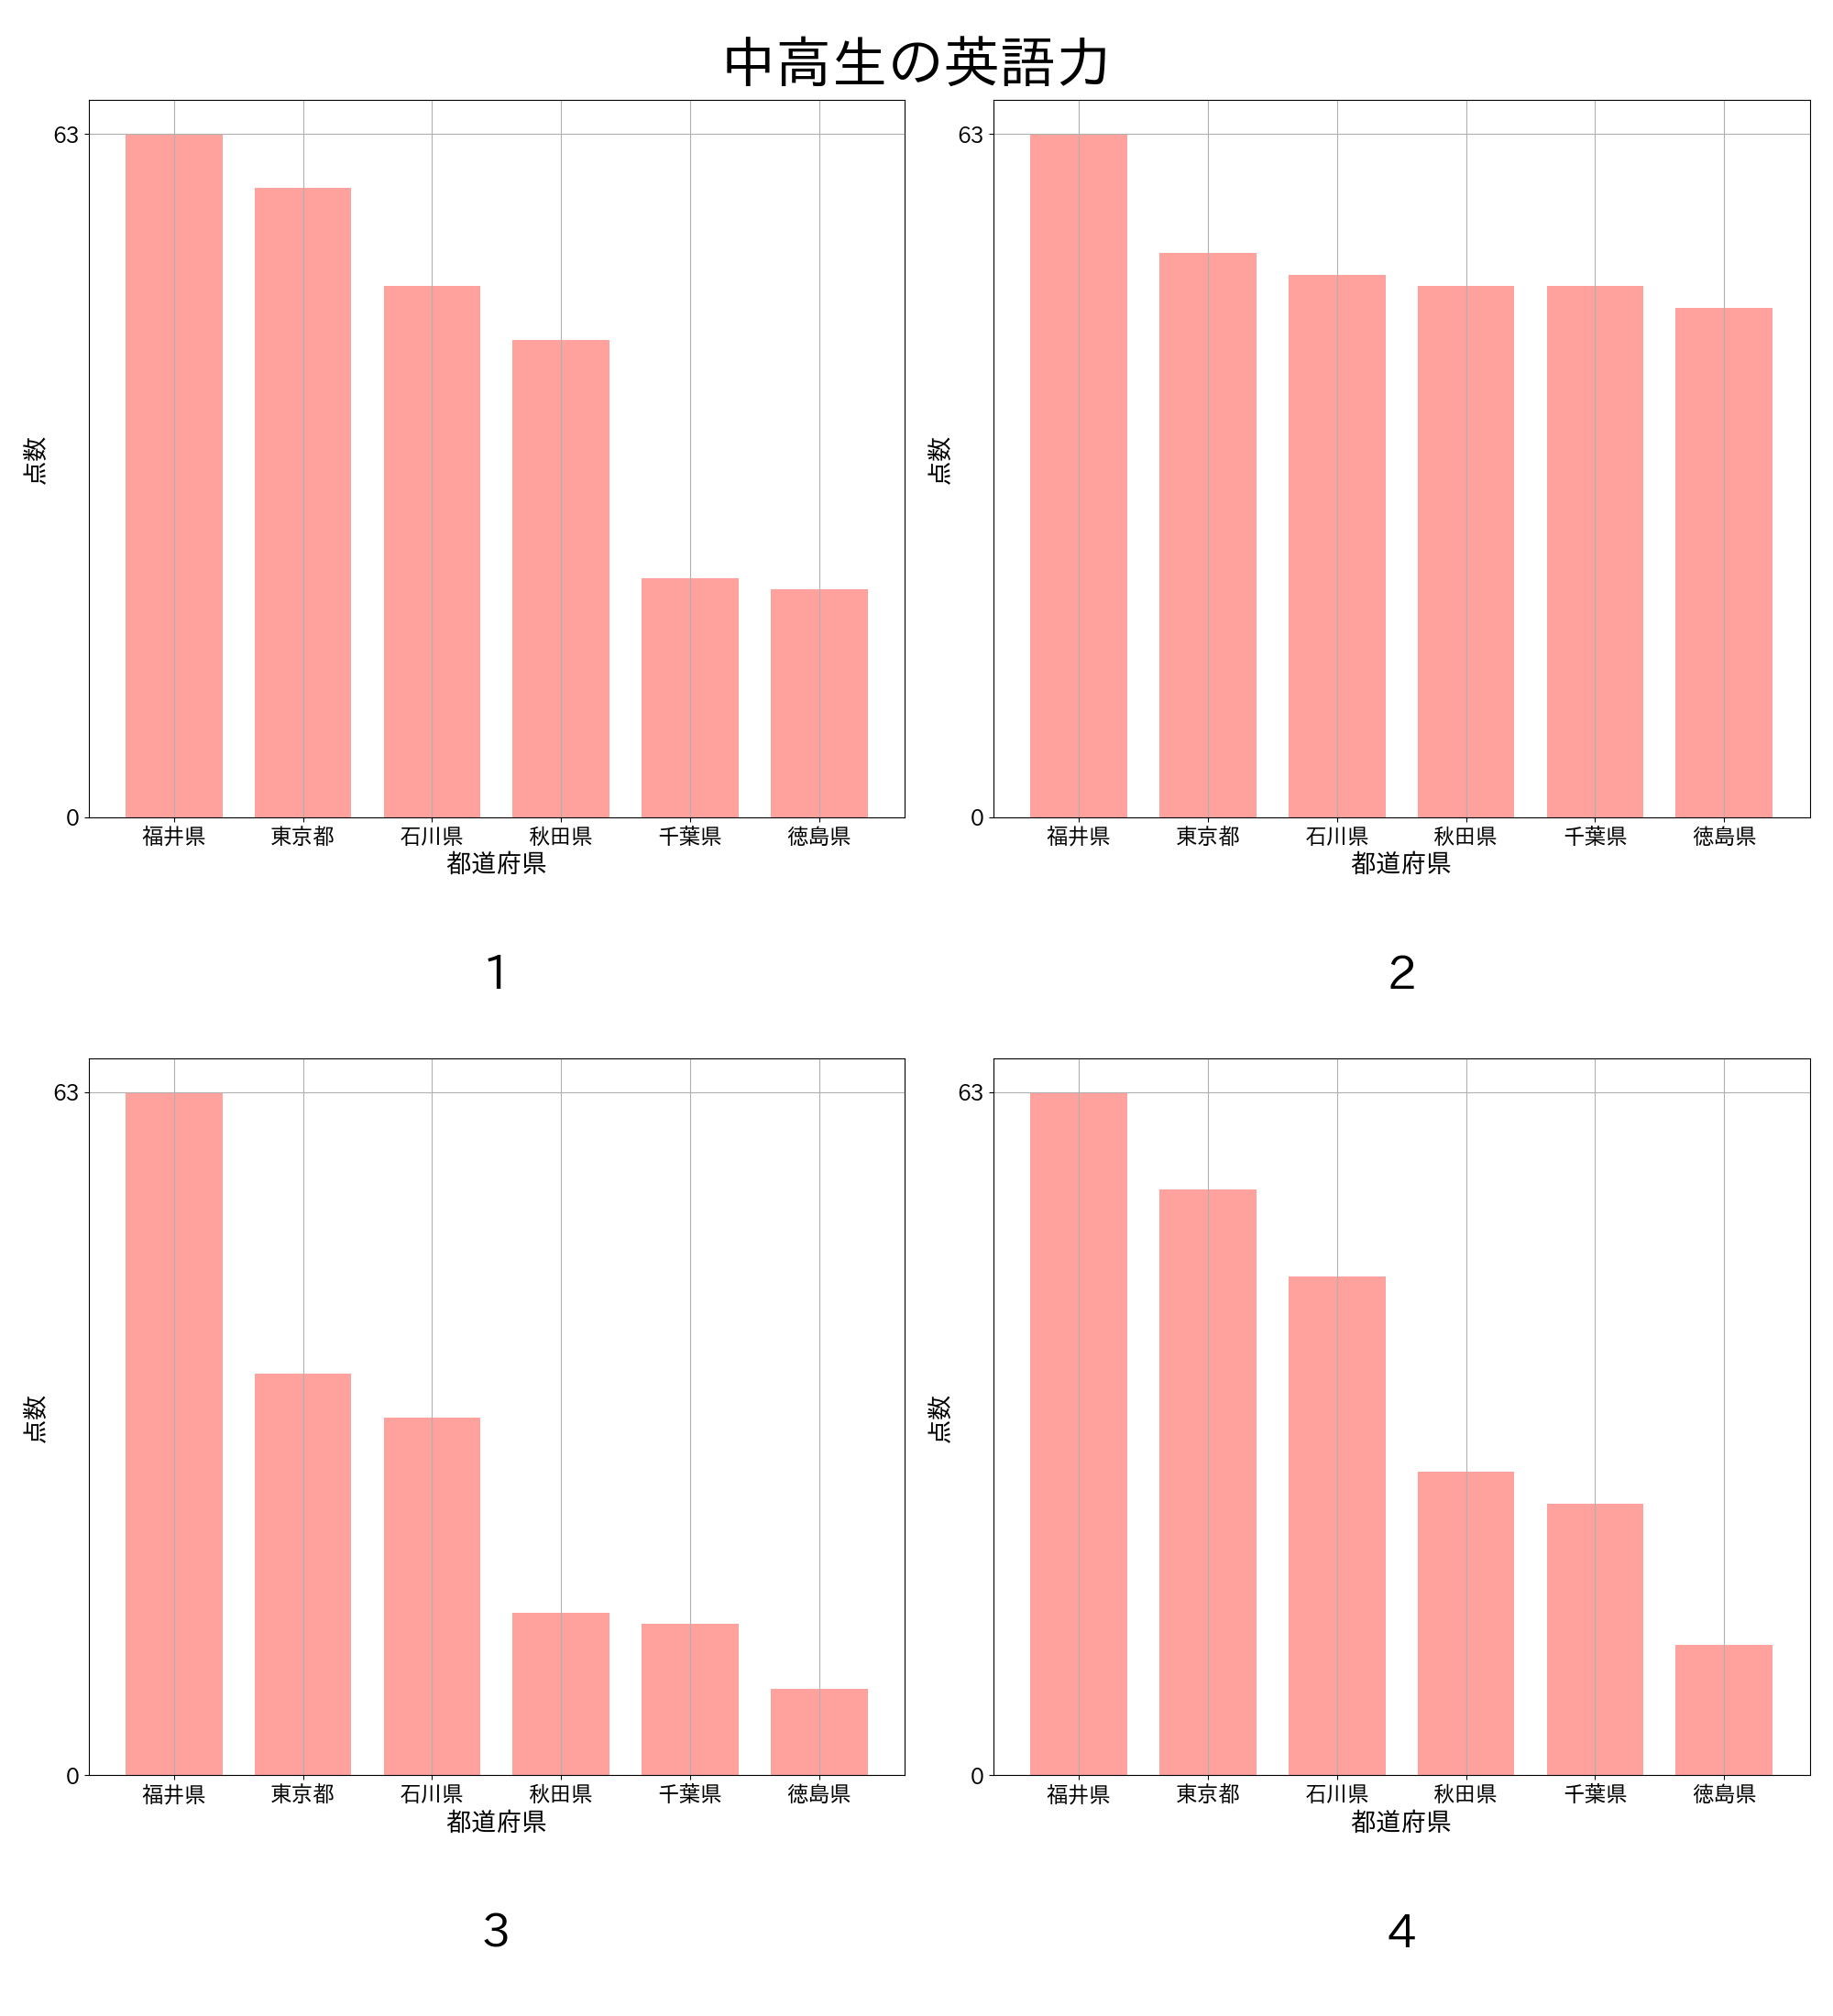 中高生の英語力
63
点数
0
福井県 東京都 石川県 秋田県 千葉県 徳島県
都道府県
1
63
点数
0
福井県 東京都 石川県 秋田県 千葉県 徳島県
都道府県
2
63
点数
0
福井県 東京都 石川県 秋田県 千葉県 徳島県
都道府県
3
63
点数
0
福井県 東京都 石川県 秋田県 千葉県 徳島県
都道府県
4